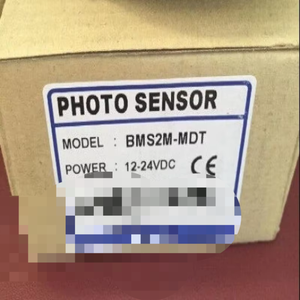 PHOTO SENSOR
MODEL : BMS2M-MDT
POWER : 12-24VDC CE